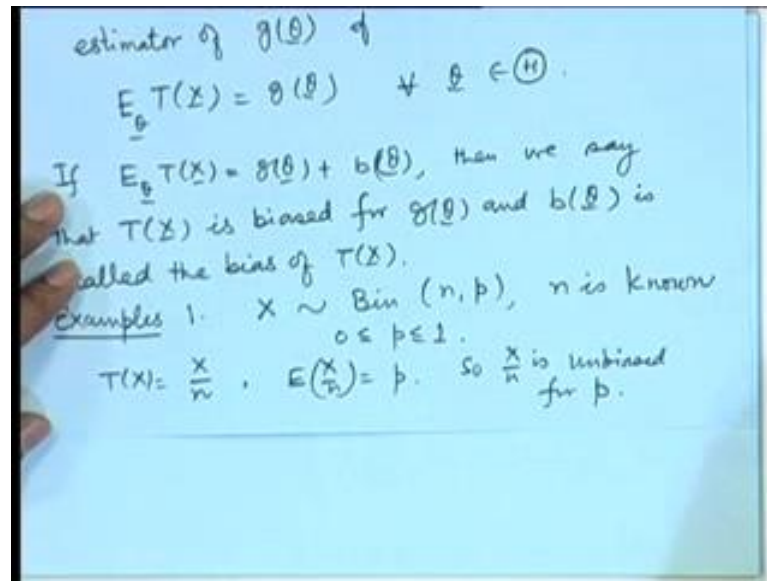 estimator of g(θ) if
E_θ T(X) = g(θ) ∀ θ ∈ Ⓗ.
If E_θ T(X) = g(θ) + b(θ), then we say
that T(X) is biased for g(θ) and b(θ) is
called the bias of T(X).
Examples 1. X ~ Bin (n, p), n is known
0 ≤ p ≤ 1.
T(X) = X/n , E(X/n) = p. So X/n is unbiased
for p.